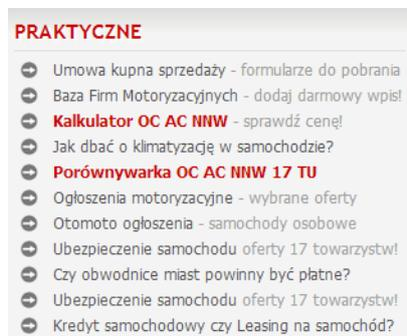 PRAKTYCZNE
Umowa kupna sprzedaży - formularze do pobrania
Baza Firm Motoryzacyjnych - dodaj darmowy wpis!
Kalkulator OC AC NNW - sprawdź cenę!
Jak dbać o klimatyzację w samochodzie?
Porównywarka OC AC NNW 17 TU
Ogłoszenia motoryzacyjne - wybrane oferty
Otomoto ogłoszenia - samochody osobowe
Ubezpieczenie samochodu oferty 17 towarzystw!
Czy obwodnice miast powinny być płatne?
Ubezpieczenie samochodu oferty 17 towarzystw!
Kredyt samochodowy czy Leasing na samochód?